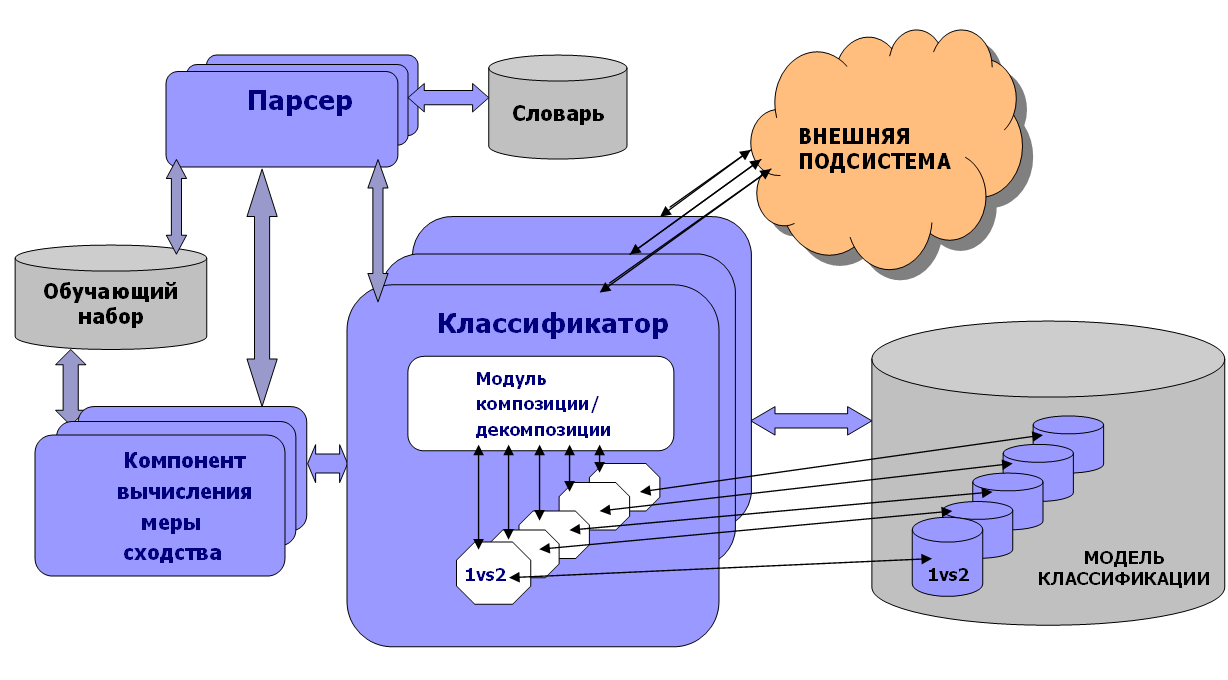 Парсер
Словарь
ВНЕШНЯЯ
ПОДСИСТЕМА
Обучающий
набор
Классификатор
Модуль
композиции/
декомпозиции
Компонент
вычисления
меры
сходства
1vs2
1vs2
МОДЕЛЬ
КЛАССИФИКАЦИИ